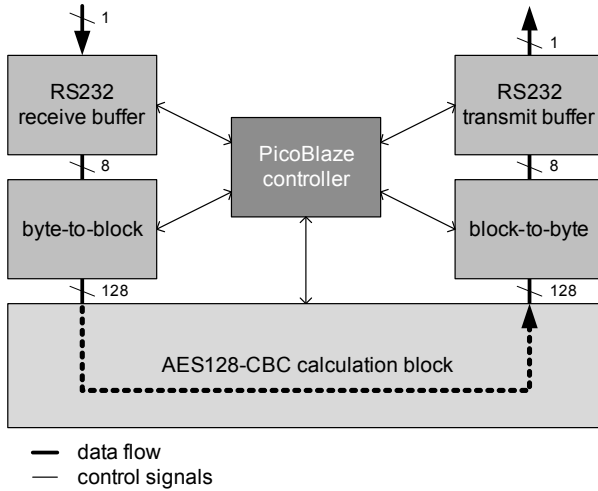 1
1
RS232
receive buffer
RS232
transmit buffer
PicoBlaze
controller
8
8
byte-to-block
block-to-byte
128
128
AES128-CBC calculation block
data flow
control signals